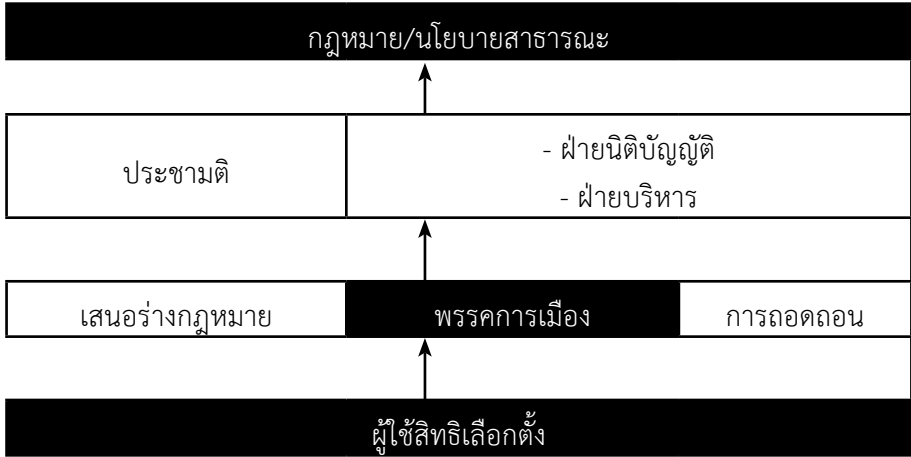 กฎหมาย/นโยบายสาธารณะ
ประชามติ
- ฝ่ายนิติบัญญัติ
- ฝ่ายบริหาร
เสนอร่างกฎหมาย
พรรคการเมือง
การถอดถอน
ผู้ใช้สิทธิเลือกตั้ง